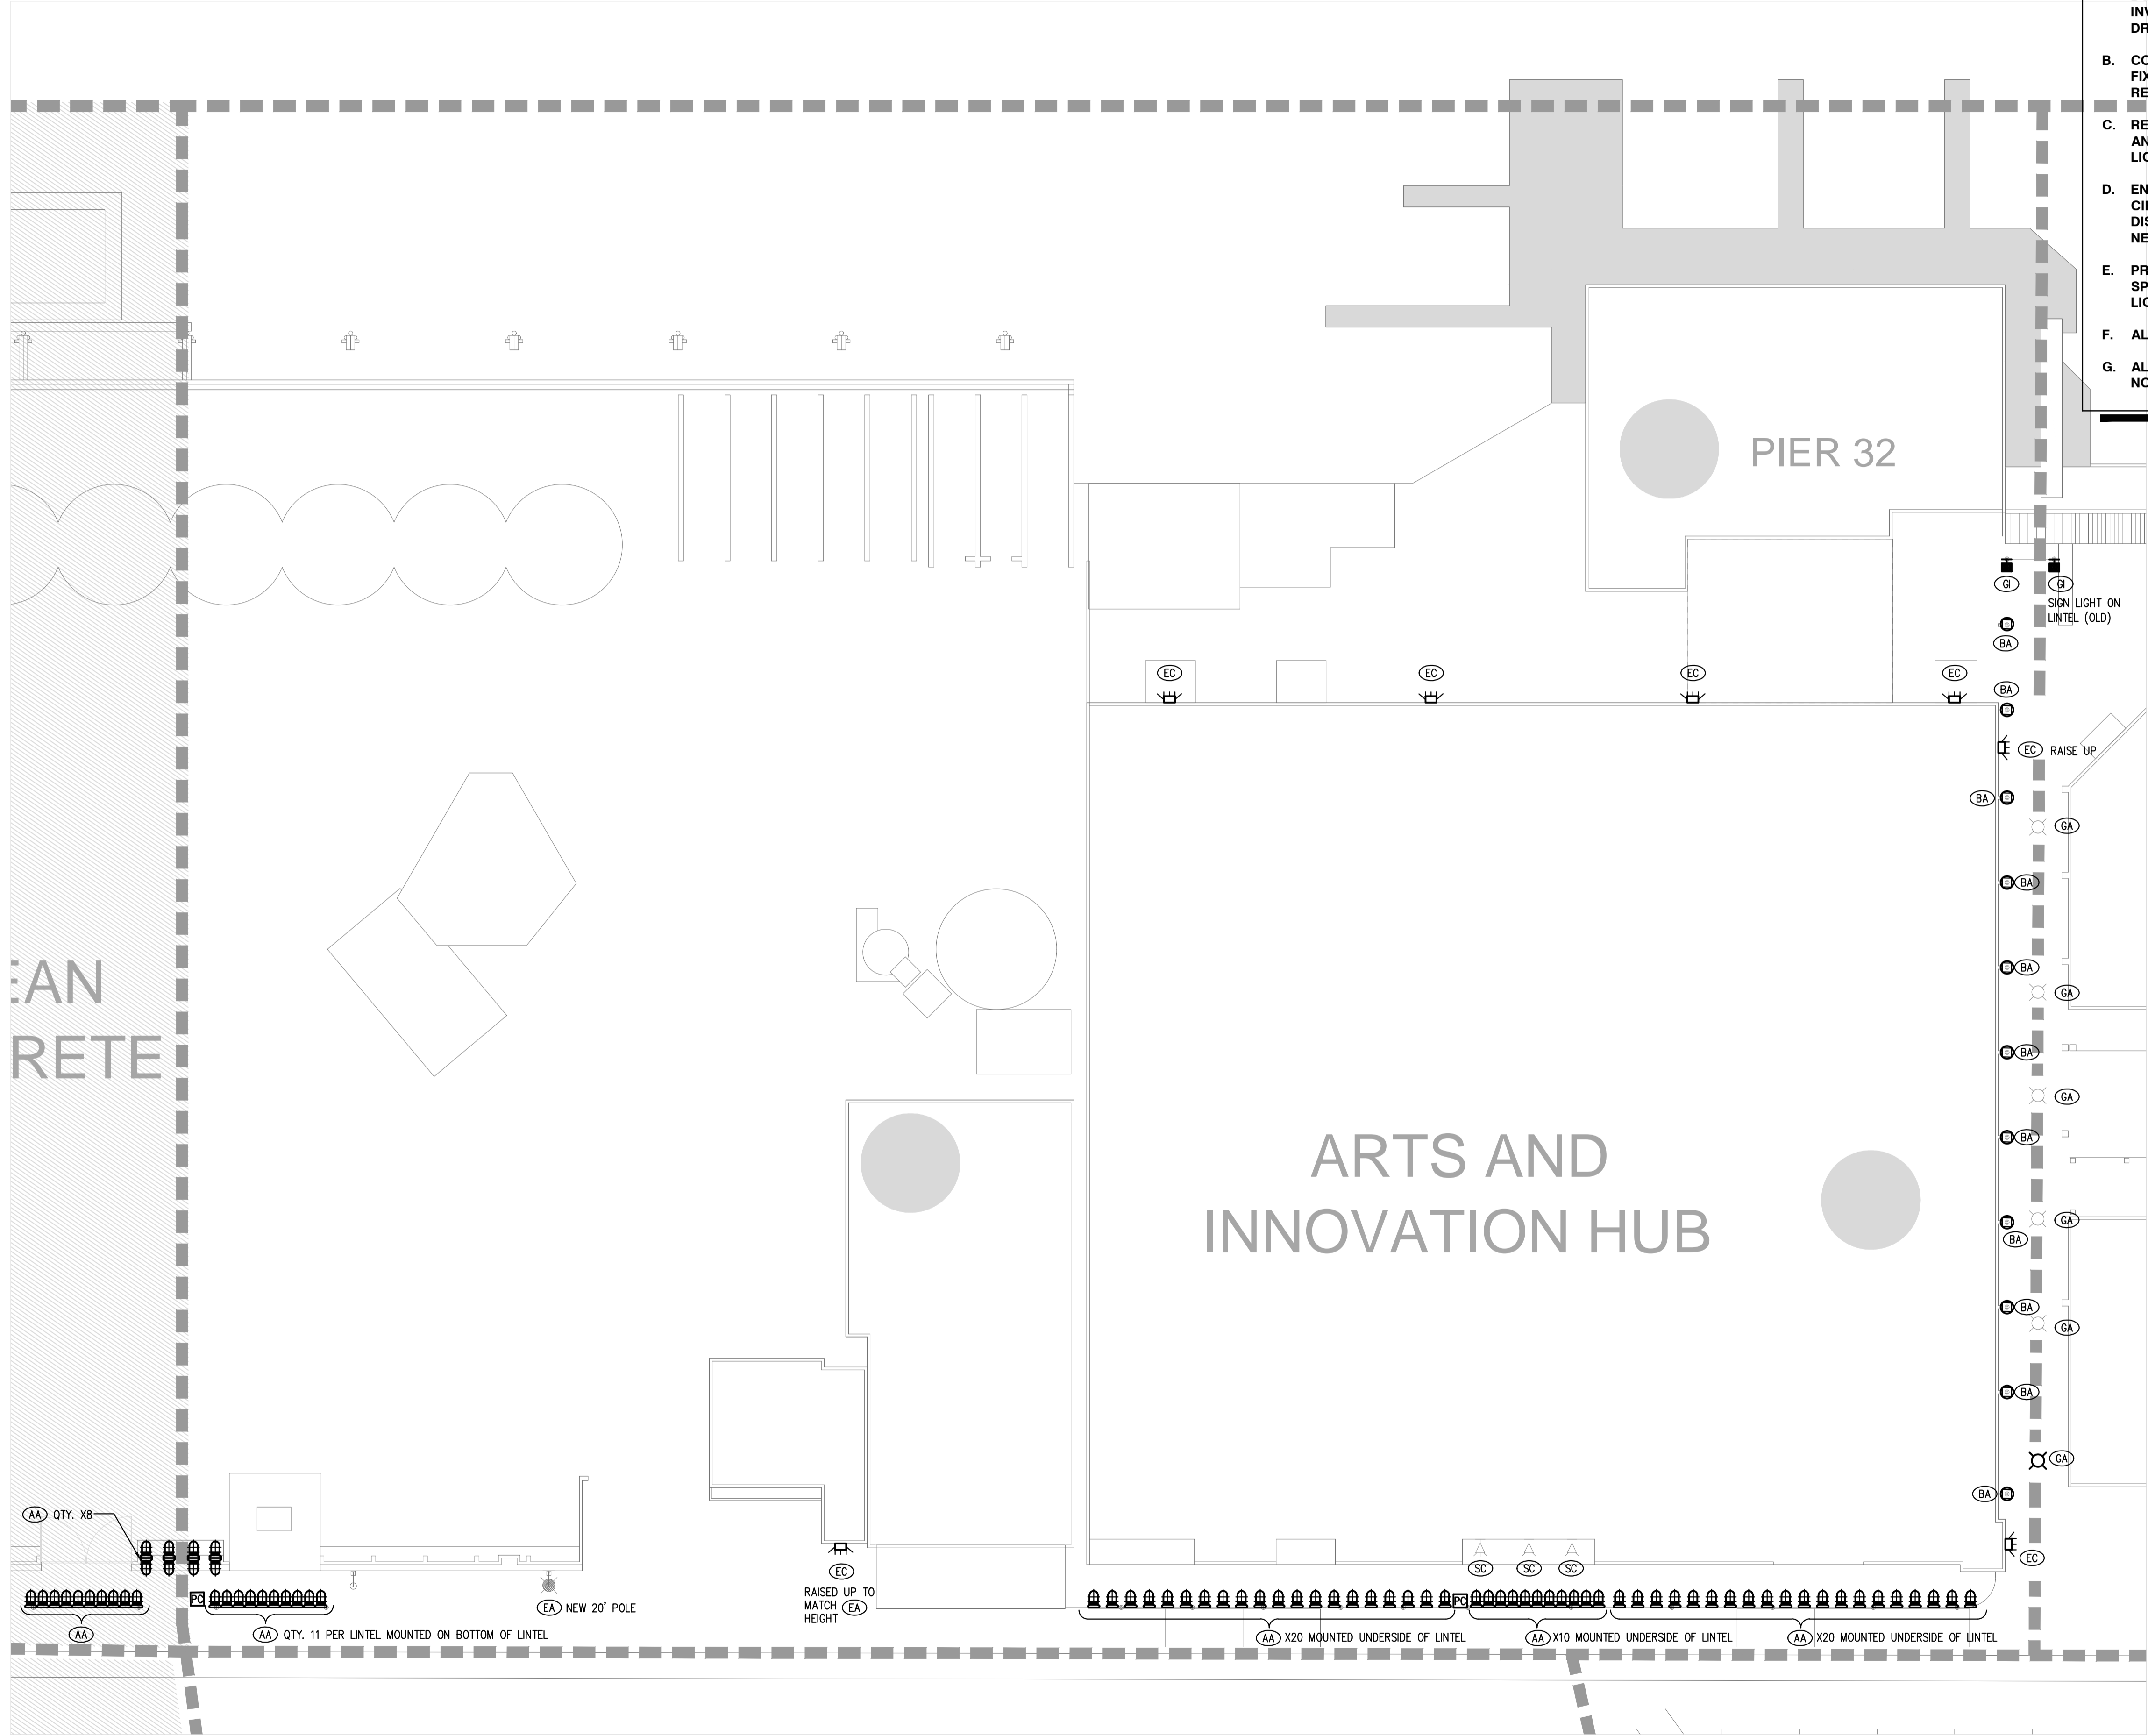 INV
DR
B. CO
FIX
RE
C. RE
AN
LIG
D. EN
CIR
DIS
NE
E. PR
SP
LIG
F. AL
G. AL
NO
PIER 32
GI
GI
SIGN LIGHT ON
LINTEL (OLD)
BA
EC
EC
EC
EC
BA
EC RAISE UP
BA
GA
BA
EAN
CRETE
BA
GA
BA
GA
BA
ARTS AND
INNOVATION HUB
GA
BA
BA
GA
BA
GA
BA
AA QTY. X8
EC
SC
SC
SC
EC
RAISED UP TO
MATCH EA
HEIGHT
PC
PC
EA NEW 20' POLE
AA
AA QTY. 11 PER LINTEL MOUNTED ON BOTTOM OF LINTEL
AA X20 MOUNTED UNDERSIDE OF LINTEL
AA X10 MOUNTED UNDERSIDE OF LINTEL
AA X20 MOUNTED UNDERSIDE OF LINTEL